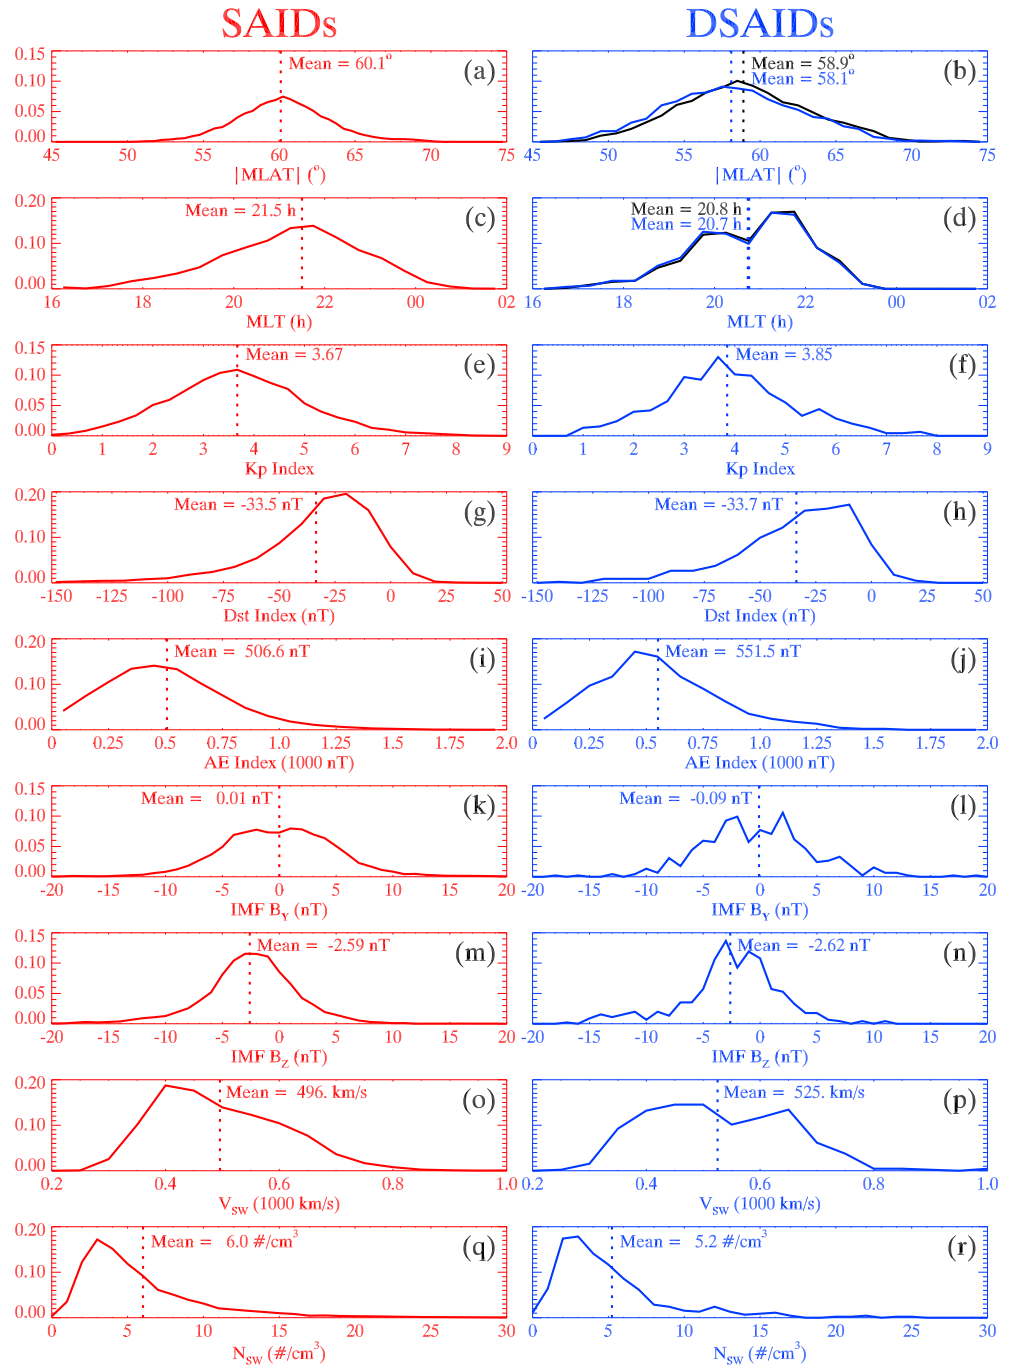 SAIDs DSAIDs
0.15 0.10 0.05 0.00 Mean = 60.1° (a) Mean = 58.9° (b)
Mean = 58.1°
45 50 55 60 65 70 75 45 50 55 60 65 70 75
|MLAT| (°) |MLAT| (°)
0.20 0.10 0.00 Mean = 21.5 h (c) Mean = 20.8 h (d)
Mean = 20.7 h
16 18 20 22 00 02 16 18 20 22 00 02
MLT (h) MLT (h)
0.15 0.10 0.05 0.00 Mean = 3.67 (e) Mean = 3.85 (f)
0 1 2 3 4 5 6 7 8 9 0 1 2 3 4 5 6 7 8 9
Kp Index Kp Index
0.20 0.10 0.00 Mean = -33.5 nT (g) Mean = -33.7 nT (h)
-150 -125 -100 -75 -50 -25 0 25 50 -150 -125 -100 -75 -50 -25 0 25 50
Dst Index (nT) Dst Index (nT)
0.20 0.10 0.00 Mean = 506.6 nT (i) Mean = 551.5 nT (j)
0 0.25 0.5 0.75 1.0 1.25 1.5 1.75 2.0 0 0.25 0.5 0.75 1.0 1.25 1.5 1.75 2.0
AE Index (1000 nT) AE Index (1000 nT)
0.15 0.10 0.05 0.00 Mean = 0.01 nT (k) Mean = -0.09 nT (l)
-20 -15 -10 -5 0 5 10 15 20 -20 -15 -10 -5 0 5 10 15 20
IMF BY (nT) IMF BY (nT)
0.15 0.10 0.05 0.00 Mean = -2.59 nT (m) Mean = -2.62 nT (n)
-20 -15 -10 -5 0 5 10 15 20 -20 -15 -10 -5 0 5 10 15 20
IMF BZ (nT) IMF BZ (nT)
0.20 0.10 0.00 Mean = 496. km/s (o) Mean = 525. km/s (p)
0.2 0.4 0.6 0.8 1.0 0.2 0.4 0.6 0.8 1.0
VSW (1000 km/s) VSW (1000 km/s)
0.20 0.10 0.00 Mean = 6.0 #/cm³ (q) Mean = 5.2 #/cm³ (r)
0 5 10 15 20 25 30 0 5 10 15 20 25 30
NSW (#/cm³) NSW (#/cm³)